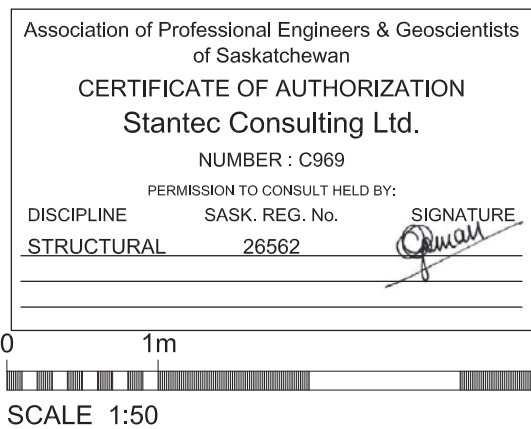 Association of Professional Engineers & Geoscientists
of Saskatchewan
CERTIFICATE OF AUTHORIZATION
Stantec Consulting Ltd.
NUMBER : C969
PERMISSION TO CONSULT HELD BY:
DISCIPLINE SASK. REG. No. SIGNATURE
STRUCTURAL 26562
0 1m
SCALE 1:50